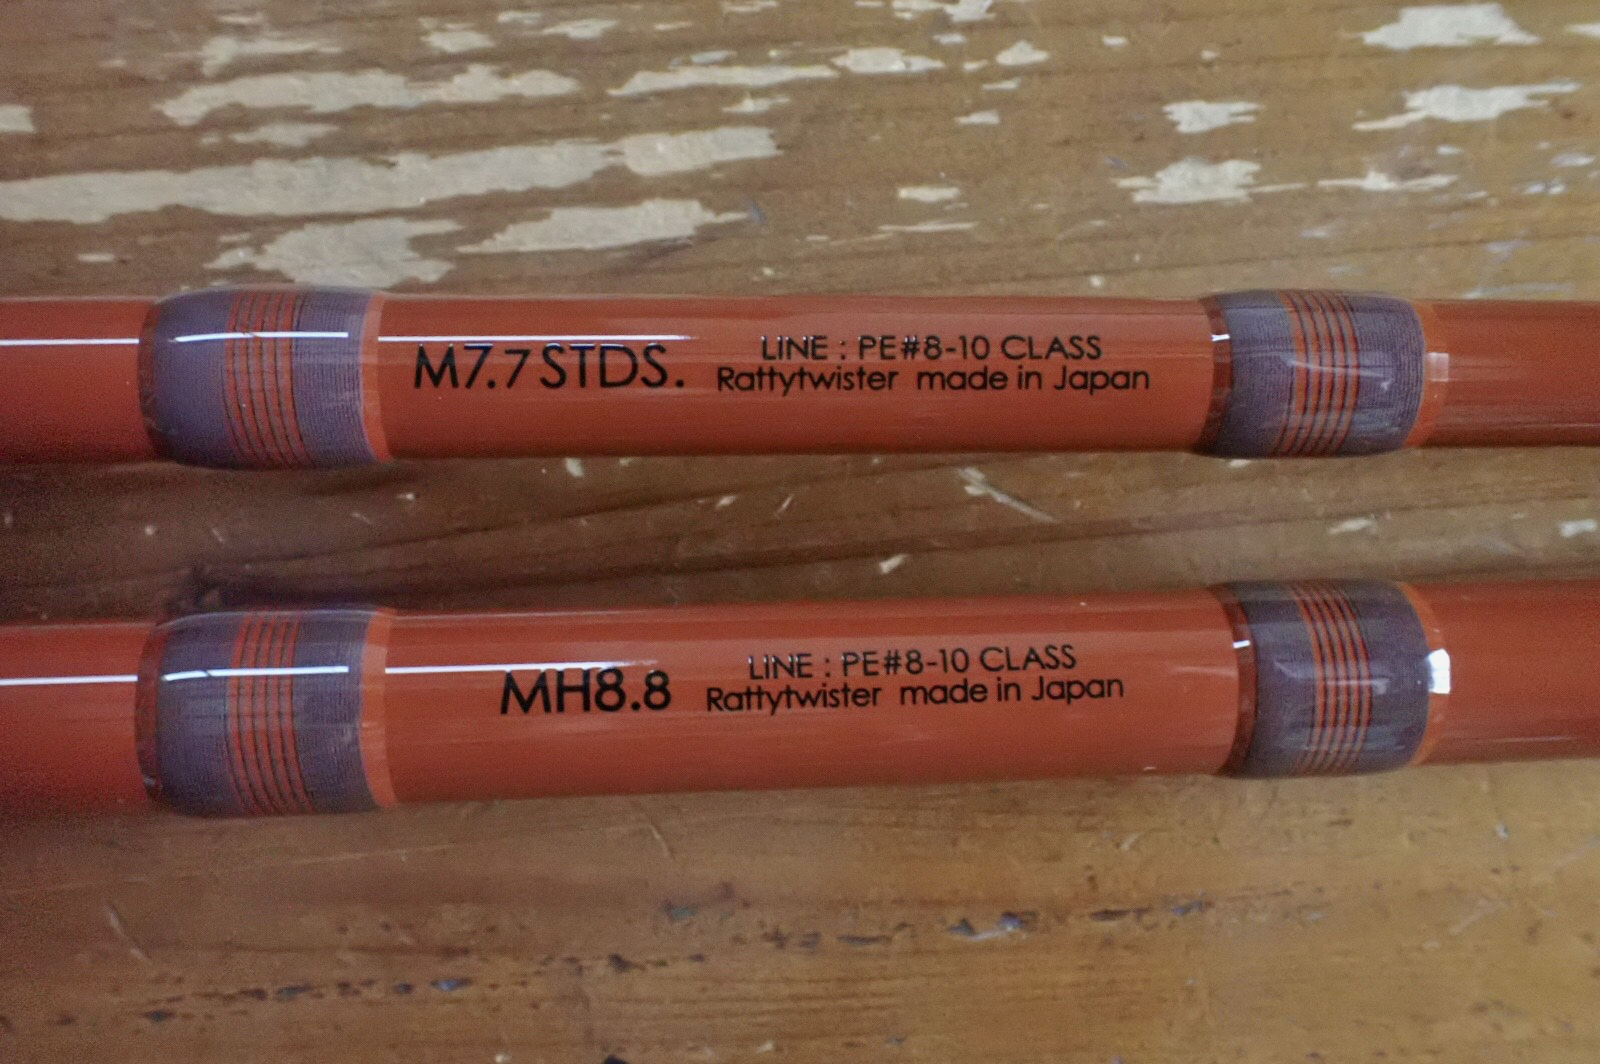 M7.7 STDS.
LINE : PE#8-10 CLASS
Rattytwister made in Japan
MH8.8
LINE : PE#8-10 CLASS
Rattytwister made in Japan